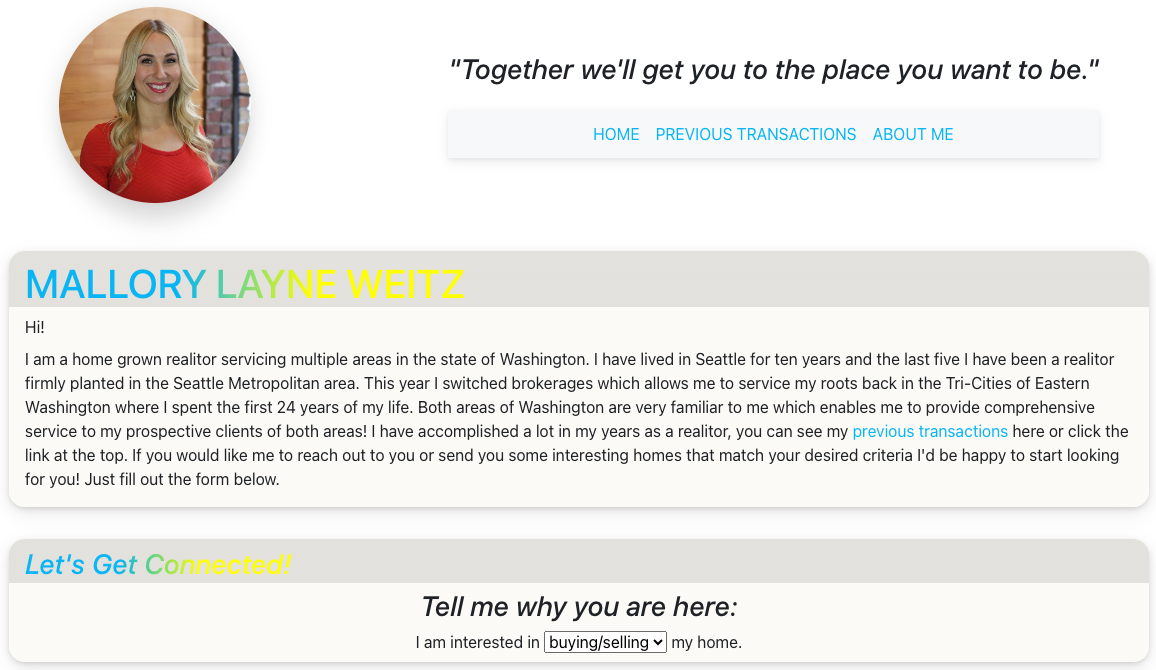 "Together we'll get you to the place you want to be."
HOME PREVIOUS TRANSACTIONS ABOUT ME
MALLORY LAYNE WEITZ
Hi!
I am a home grown realitor servicing multiple areas in the state of Washington. I have lived in Seattle for ten years and the last five I have been a realitor
firmly planted in the Seattle Metropolitan area. This year I switched brokerages which allows me to service my roots back in the Tri-Cities of Eastern
Washington where I spent the first 24 years of my life. Both areas of Washington are very familiar to me which enables me to provide comprehensive
service to my prospective clients of both areas! I have accomplished a lot in my years as a realitor, you can see my previous transactions here or click the
link at the top. If you would like me to reach out to you or send you some interesting homes that match your desired criteria I'd be happy to start looking
for you! Just fill out the form below.
Let's Get Connected!
Tell me why you are here:
I am interested in buying/selling my home.